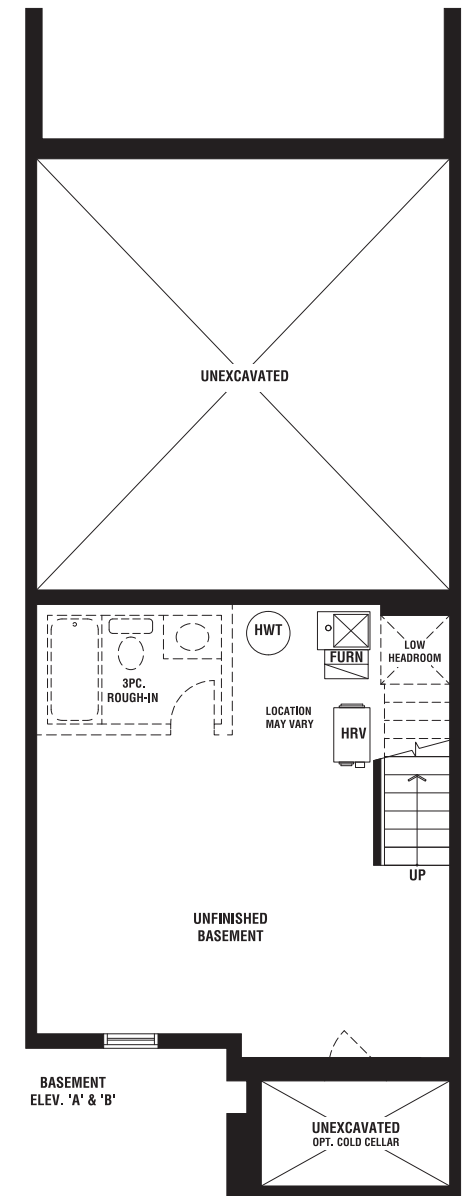 UNEXCAVATED
HWT
FURN
LOW
HEADROOM
3PC.
ROUGH-IN
LOCATION
MAY VARY
HRV
UP
UNFINISHED
BASEMENT
BASEMENT
ELEV. 'A' & 'B'
UNEXCAVATED
OPT. COLD CELLAR